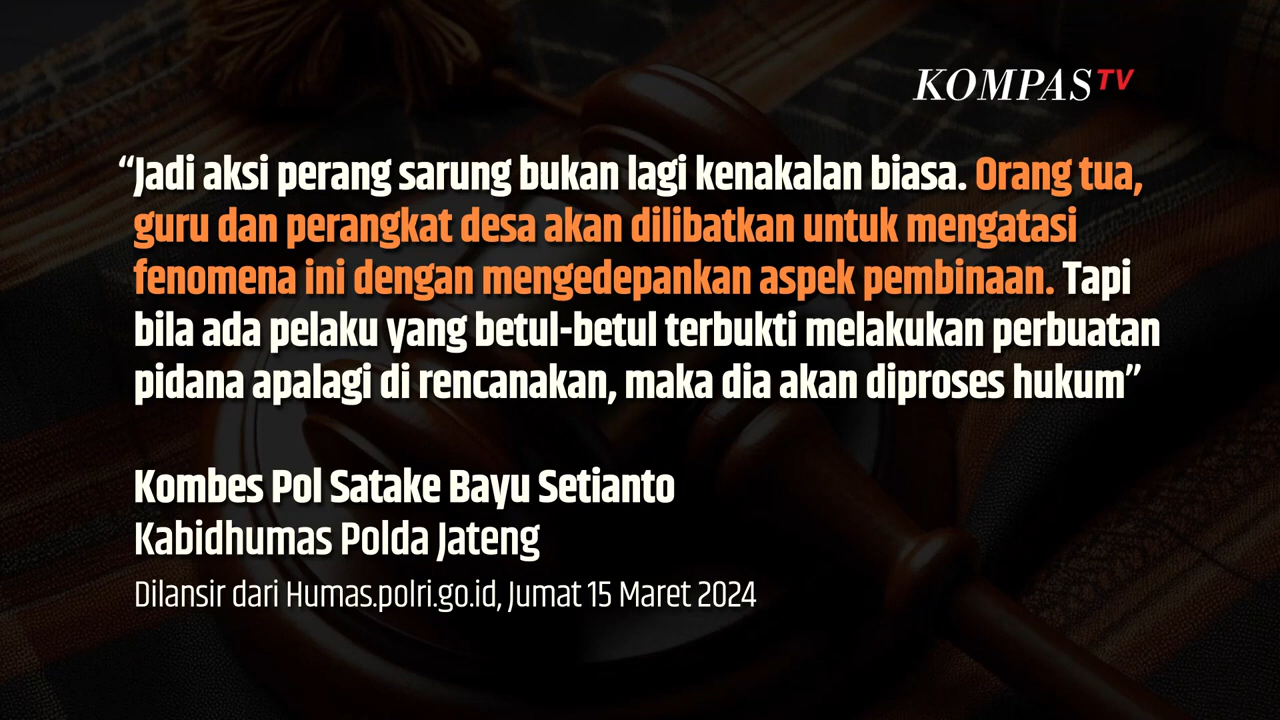 KOMPASTV
“Jadi aksi perang sarung bukan lagi kenakalan biasa. Orang tua,
guru dan perangkat desa akan dilibatkan untuk mengatasi
fenomena ini dengan mengedepankan aspek pembinaan. Tapi
bila ada pelaku yang betul-betul terbukti melakukan perbuatan
pidana apalagi di rencanakan, maka dia akan diproses hukum”
Kombes Pol Satake Bayu Setianto
Kabidhumas Polda Jateng
Dilansir dari Humas.polri.go.id, Jumat 15 Maret 2024